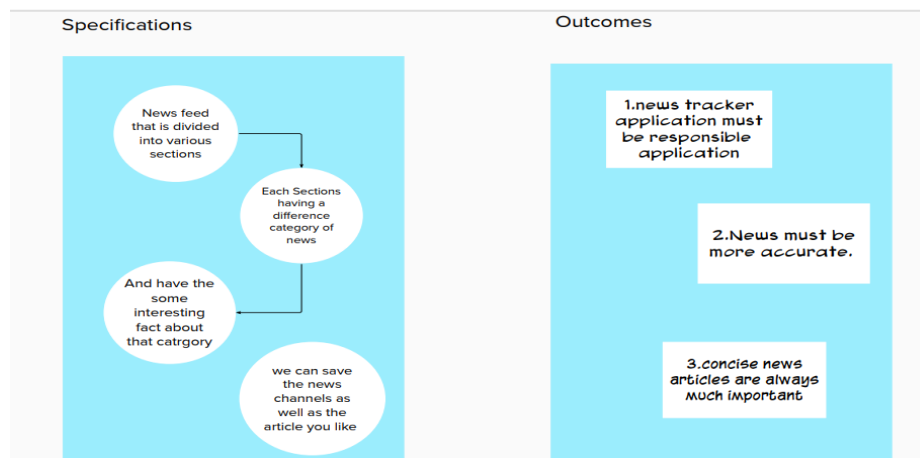 Specifications
News feed
that is divided
into various
sections
Each Sections
having a
difference
category of
news
And have the
some
interesting
fact about
that catrgory
we can save
the news
channels as
well as the
article you like
Outcomes
1.news tracker
application must
be responsible
application
2.News must be
more accurate.
3.concise news
articles are always
much important